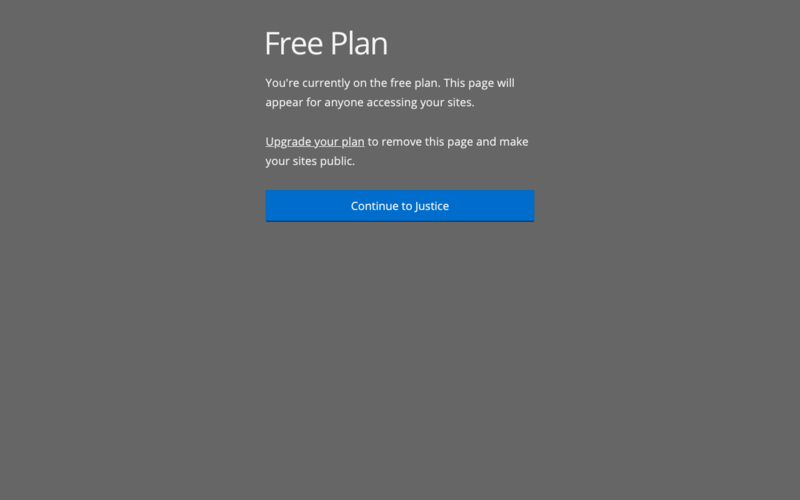 Free Plan
You're currently on the free plan. This page will
appear for anyone accessing your sites.
Upgrade your plan to remove this page and make
your sites public.
Continue to Justice